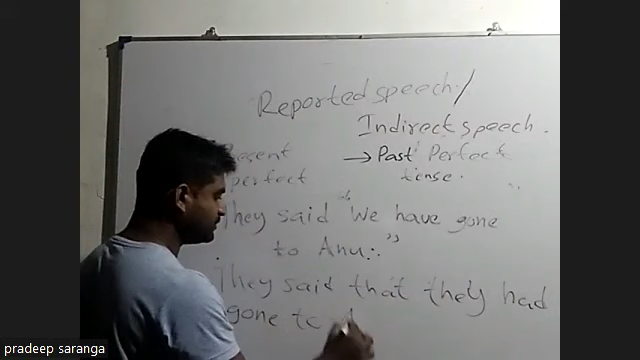 Reported speech /
Indirect speech.
Present → Past Perfect
perfect tense.
They said "We have gone
to Anu."
They said that they had
gone to
pradeep saranga